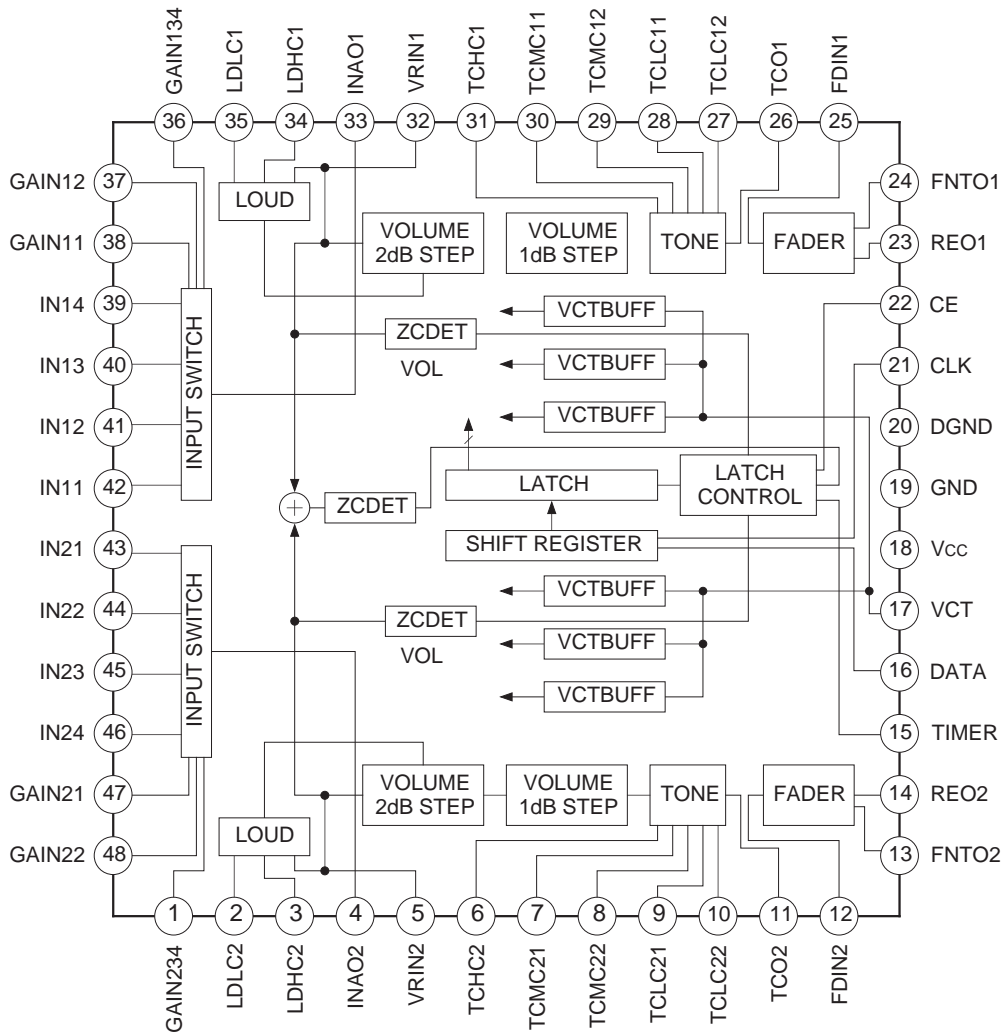 GAIN134
LDLC1
LDHC1
INAO1
VRIN1
TCHC1
TCMC11
TCMC12
TCLC11
TCLC12
TCO1
FDIN1
36
35
34
33
32
31
30
29
28
27
26
25
GAIN12
37
24
FNTO1
LOUD
GAIN11
38
VOLUME
2dB STEP
VOLUME
1dB STEP
TONE
FADER
23
REO1
IN14
39
VCTBUFF
22
CE
ZCDET
VOL
IN13
40
VCTBUFF
21
CLK
INPUT SWITCH
IN12
41
VCTBUFF
20
DGND
IN11
42
LATCH
LATCH
CONTROL
19
GND
ZCDET
IN21
43
SHIFT REGISTER
18
VCC
IN22
44
VCTBUFF
17
VCT
ZCDET
VOL
INPUT SWITCH
IN23
45
VCTBUFF
16
DATA
VCTBUFF
IN24
46
15
TIMER
GAIN21
47
VOLUME
2dB STEP
VOLUME
1dB STEP
TONE
FADER
14
REO2
LOUD
GAIN22
48
13
FNTO2
1
2
3
4
5
6
7
8
9
10
11
12
GAIN234
LDLC2
LDHC2
INAO2
VRIN2
TCHC2
TCMC21
TCMC22
TCLC21
TCLC22
TCO2
FDIN2